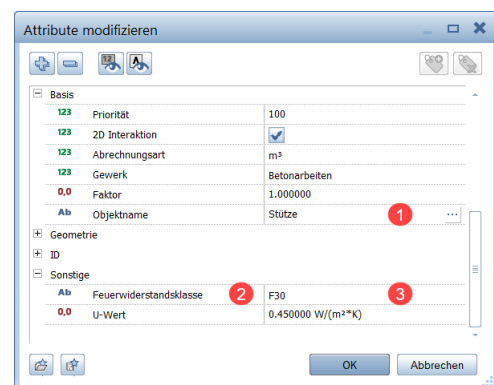 Attribute modifizieren
12 A
Basis
123 Priorität 100
123 2D Interaktion
123 Abrechnungsart m³
123 Gewerk Betonarbeiten
0,0 Faktor 1.000000
Ab Objektname Stütze 1 ...
Geometrie
ID
Sonstige
Ab Feuerwiderstandsklasse 2 F30 3
0,0 U-Wert 0.450000 W/(m²*K)
OK Abbrechen